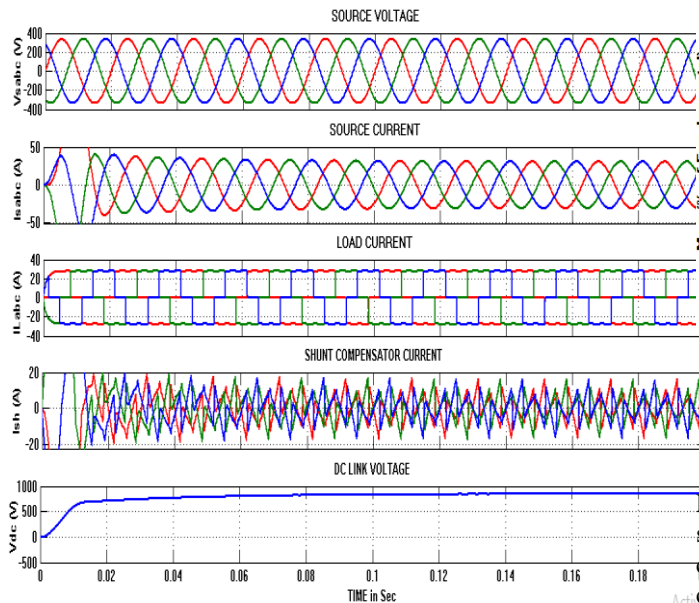 SOURCE VOLTAGE
Vsabc (V)
400
200
0
-200
-400
SOURCE CURRENT
Isabc (A)
50
0
-50
LOAD CURRENT
ILabc (A)
40
20
0
-20
-40
SHUNT COMPENSATOR CURRENT
Ish (A)
20
0
-20
DC LINK VOLTAGE
Vdc (V)
1000
500
0
-500
0 0.02 0.04 0.06 0.08 0.1 0.12 0.14 0.16 0.18
TIME in Sec